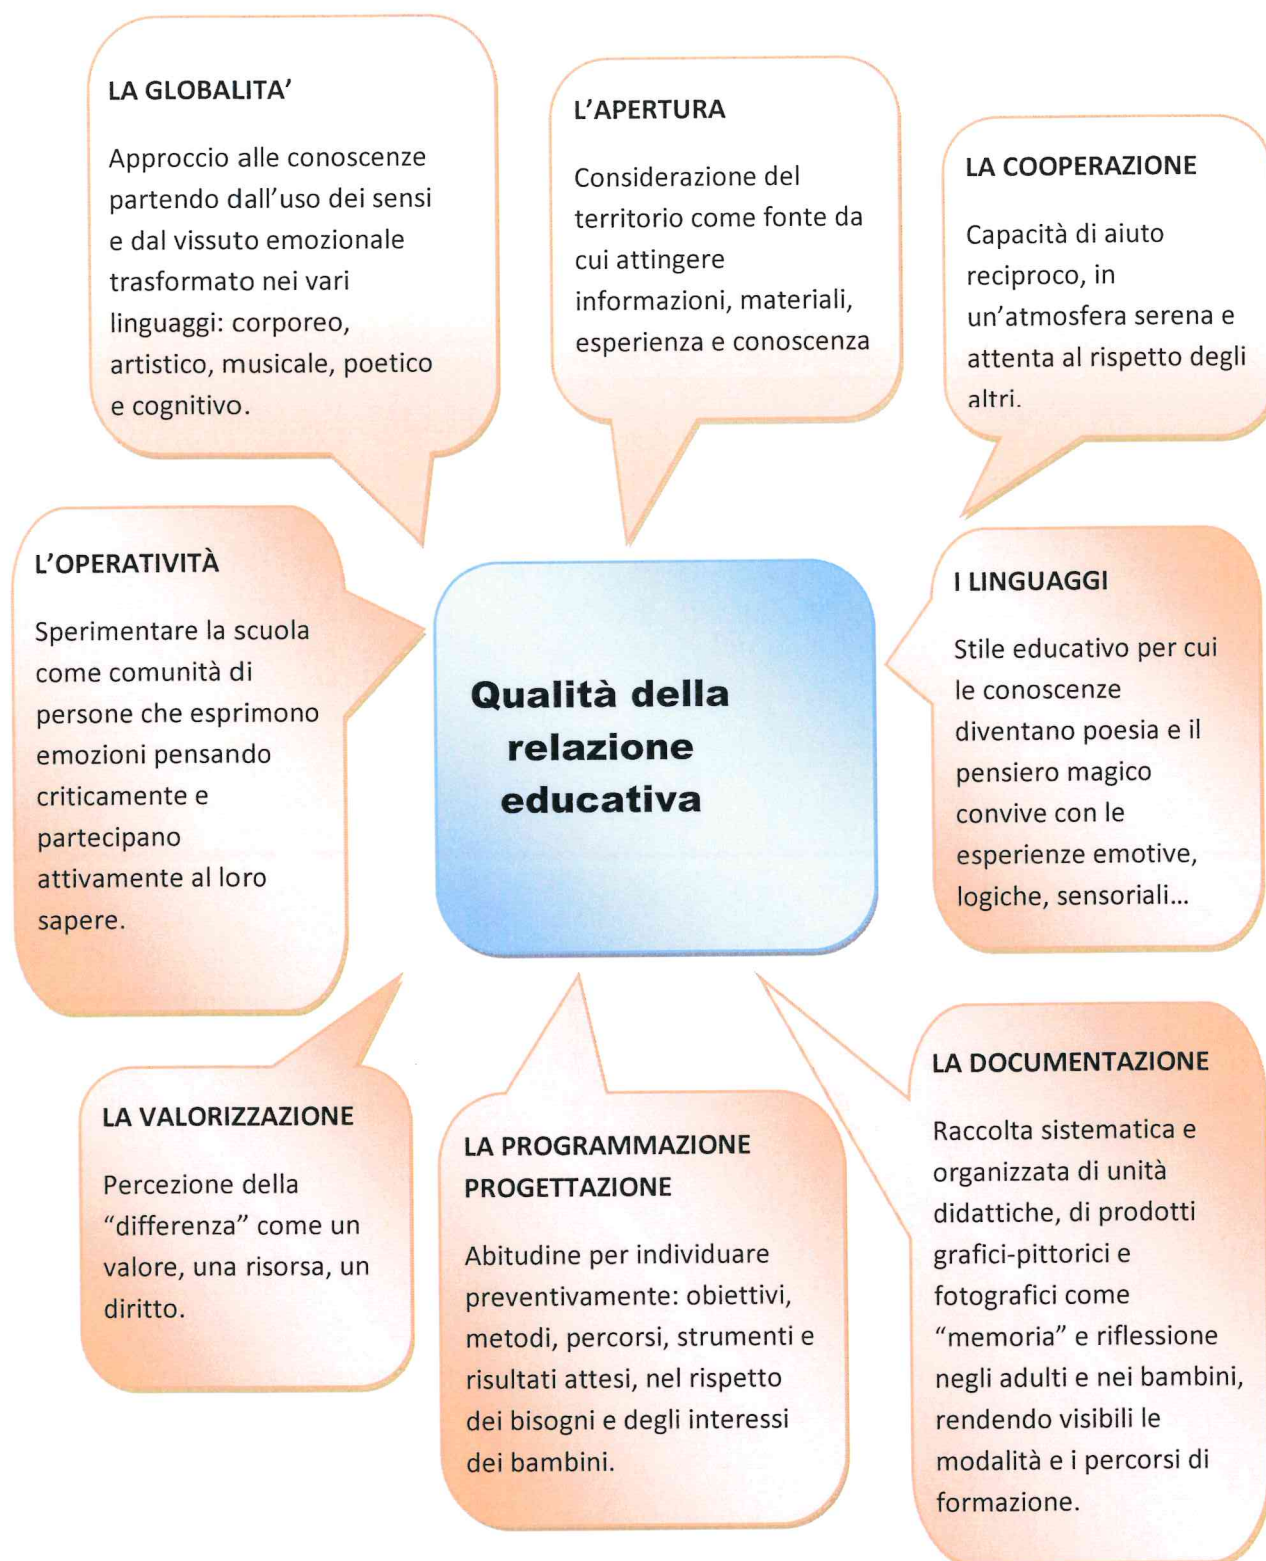 LA GLOBALITA’
Approccio alle conoscenze
partendo dall’uso dei sensi
e dal vissuto emozionale
trasformato nei vari
linguaggi: corporeo,
artistico, musicale, poetico
e cognitivo.
L’APERTURA
Considerazione del
territorio come fonte da
cui attingere
informazioni, materiali,
esperienza e conoscenza
LA COOPERAZIONE
Capacità di aiuto
reciproco, in
un’atmosfera serena e
attenta al rispetto degli
altri.
L’OPERATIVITÀ
Sperimentare la scuola
come comunità di
persone che esprimono
emozioni pensando
criticamente e
partecipano
attivamente al loro
sapere.
Qualità della
relazione
educativa
I LINGUAGGI
Stile educativo per cui
le conoscenze
diventano poesia e il
pensiero magico
convive con le
esperienze emotive,
logiche, sensoriali…
LA VALORIZZAZIONE
Percezione della
“differenza” come un
valore, una risorsa, un
diritto.
LA PROGRAMMAZIONE
PROGETTAZIONE
Abitudine per individuare
preventivamente: obiettivi,
metodi, percorsi, strumenti e
risultati attesi, nel rispetto
dei bisogni e degli interessi
dei bambini.
LA DOCUMENTAZIONE
Raccolta sistematica e
organizzata di unità
didattiche, di prodotti
grafici-pittorici e
fotografici come
“memoria” e riflessione
negli adulti e nei bambini,
rendendo visibili le
modalità e i percorsi di
formazione.